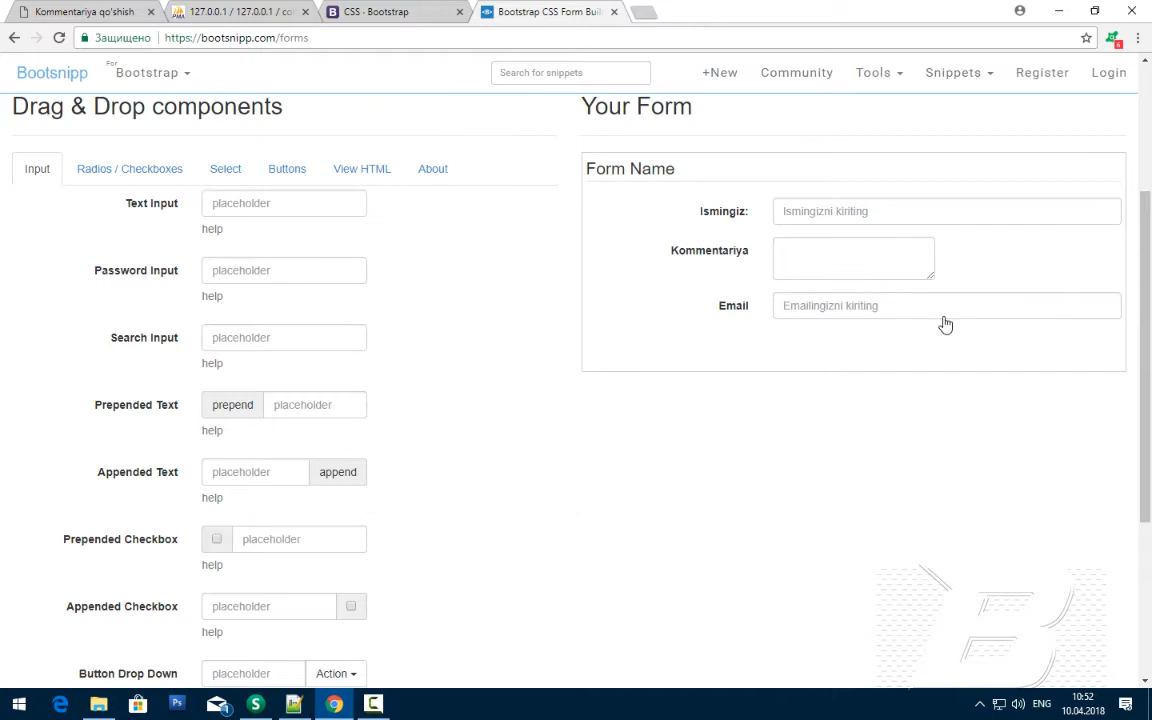 Kommentariya qo'shish
127.0.0.1 / 127.0.0.1 / co
CSS - Bootstrap
Bootstrap CSS Form Buil
Защищено
https://bootsnipp.com/forms
6
Bootsnipp
For
Bootstrap
Search for snippets
+New
Community
Tools
Snippets
Register
Login
Drag & Drop components
Your Form
Input
Radios / Checkboxes
Select
Buttons
View HTML
About
Form Name
Text Input
placeholder
help
Password Input
placeholder
help
Search Input
placeholder
help
Prepended Text
prepend
placeholder
help
Appended Text
placeholder
append
help
Prepended Checkbox
placeholder
help
Appended Checkbox
placeholder
help
Button Drop Down
placeholder
Action
Ismingiz:
Ismingizni kiriting
Kommentariya
Email
Emailingizni kiriting
ENG
10:52
10.04.2018